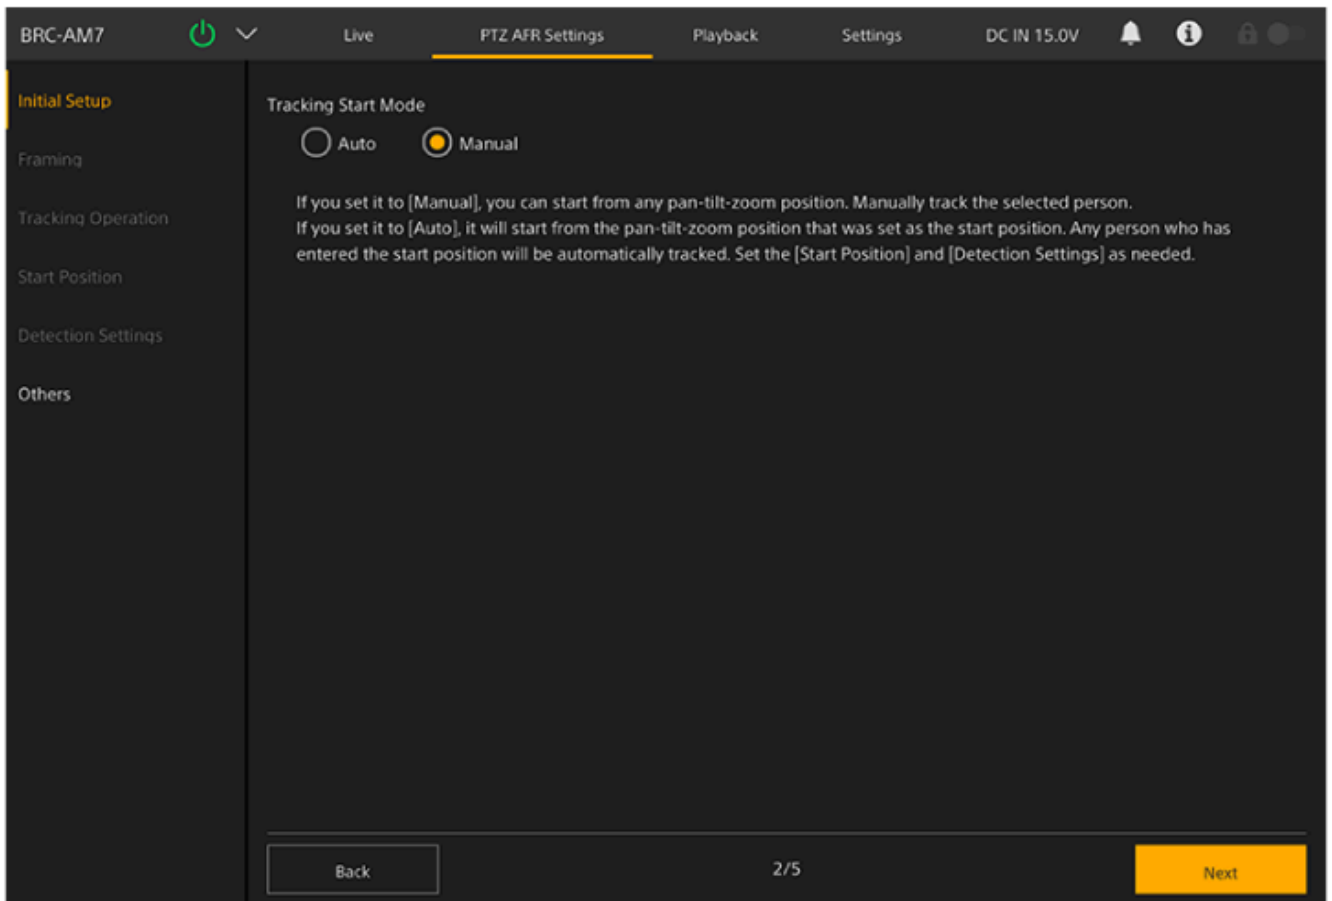 BRC-AM7 Live PTZ AFR Settings Playback Settings DC IN 15.0V
Initial Setup
Framing
Tracking Operation
Start Position
Detection Settings
Others
Tracking Start Mode
Auto Manual
If you set it to [Manual], you can start from any pan-tilt-zoom position. Manually track the selected person.
If you set it to [Auto], it will start from the pan-tilt-zoom position that was set as the start position. Any person who has
entered the start position will be automatically tracked. Set the [Start Position] and [Detection Settings] as needed.
Back 2/5 Next